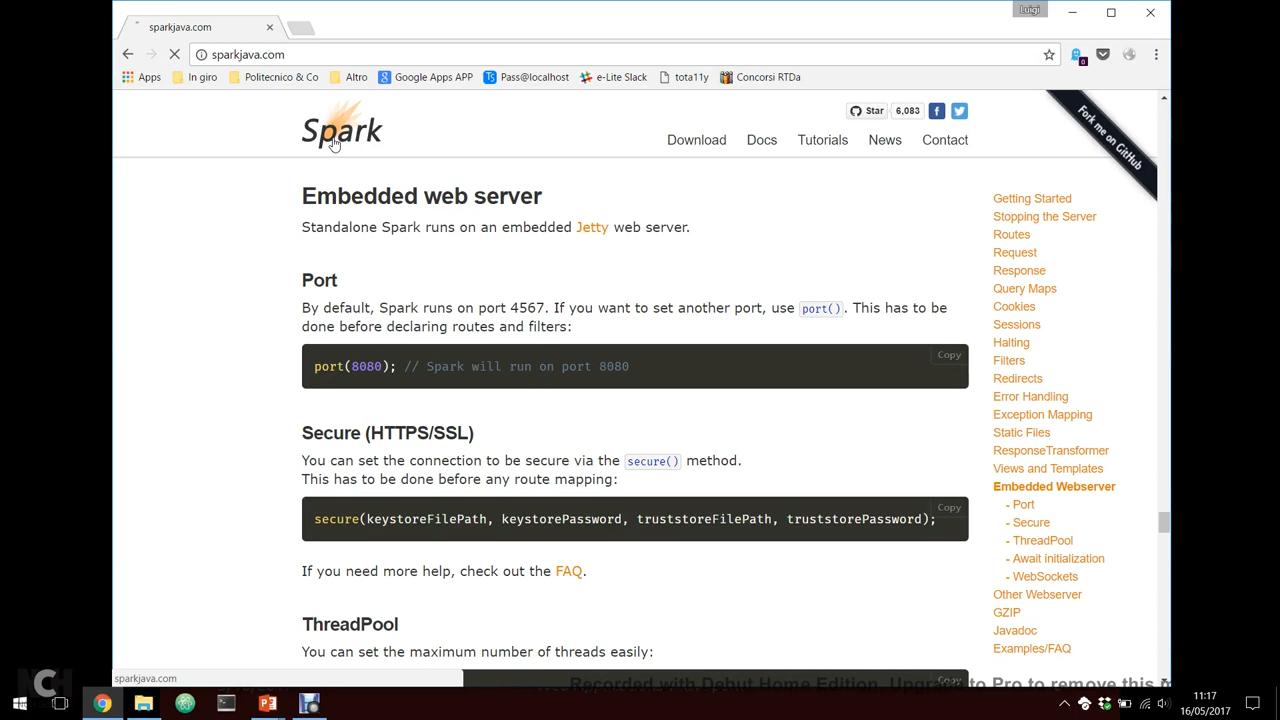 Luigi
sparkjava.com
sparkjava.com
Apps
In giro
Politecnico & Co
Altro
Google Apps APP
Pass@localhost
e-Lite Slack
tota11y
Concorsi RTDa
0
Spark
Star
6,083
Download
Docs
Tutorials
News
Contact
Fork me on GitHub
Embedded web server
Standalone Spark runs on an embedded Jetty web server.
Port
By default, Spark runs on port 4567. If you want to set another port, use port(). This has to be
done before declaring routes and filters:
Copy
port(8080); // Spark will run on port 8080
Secure (HTTPS/SSL)
You can set the connection to be secure via the secure() method.
This has to be done before any route mapping:
Copy
secure(keystoreFilePath, keystorePassword, truststoreFilePath, truststorePassword);
If you need more help, check out the FAQ.
ThreadPool
You can set the maximum number of threads easily:
Copy
Getting Started
Stopping the Server
Routes
Request
Response
Query Maps
Cookies
Sessions
Halting
Filters
Redirects
Error Handling
Exception Mapping
Static Files
ResponseTransformer
Views and Templates
Embedded Webserver
- Port
- Secure
- ThreadPool
- Await initialization
- WebSockets
Other Webserver
GZIP
Javadoc
Examples/FAQ
sparkjava.com
Recorded with Debut Home Edition. Upgrade to Pro to remove this m
11:17
16/05/2017